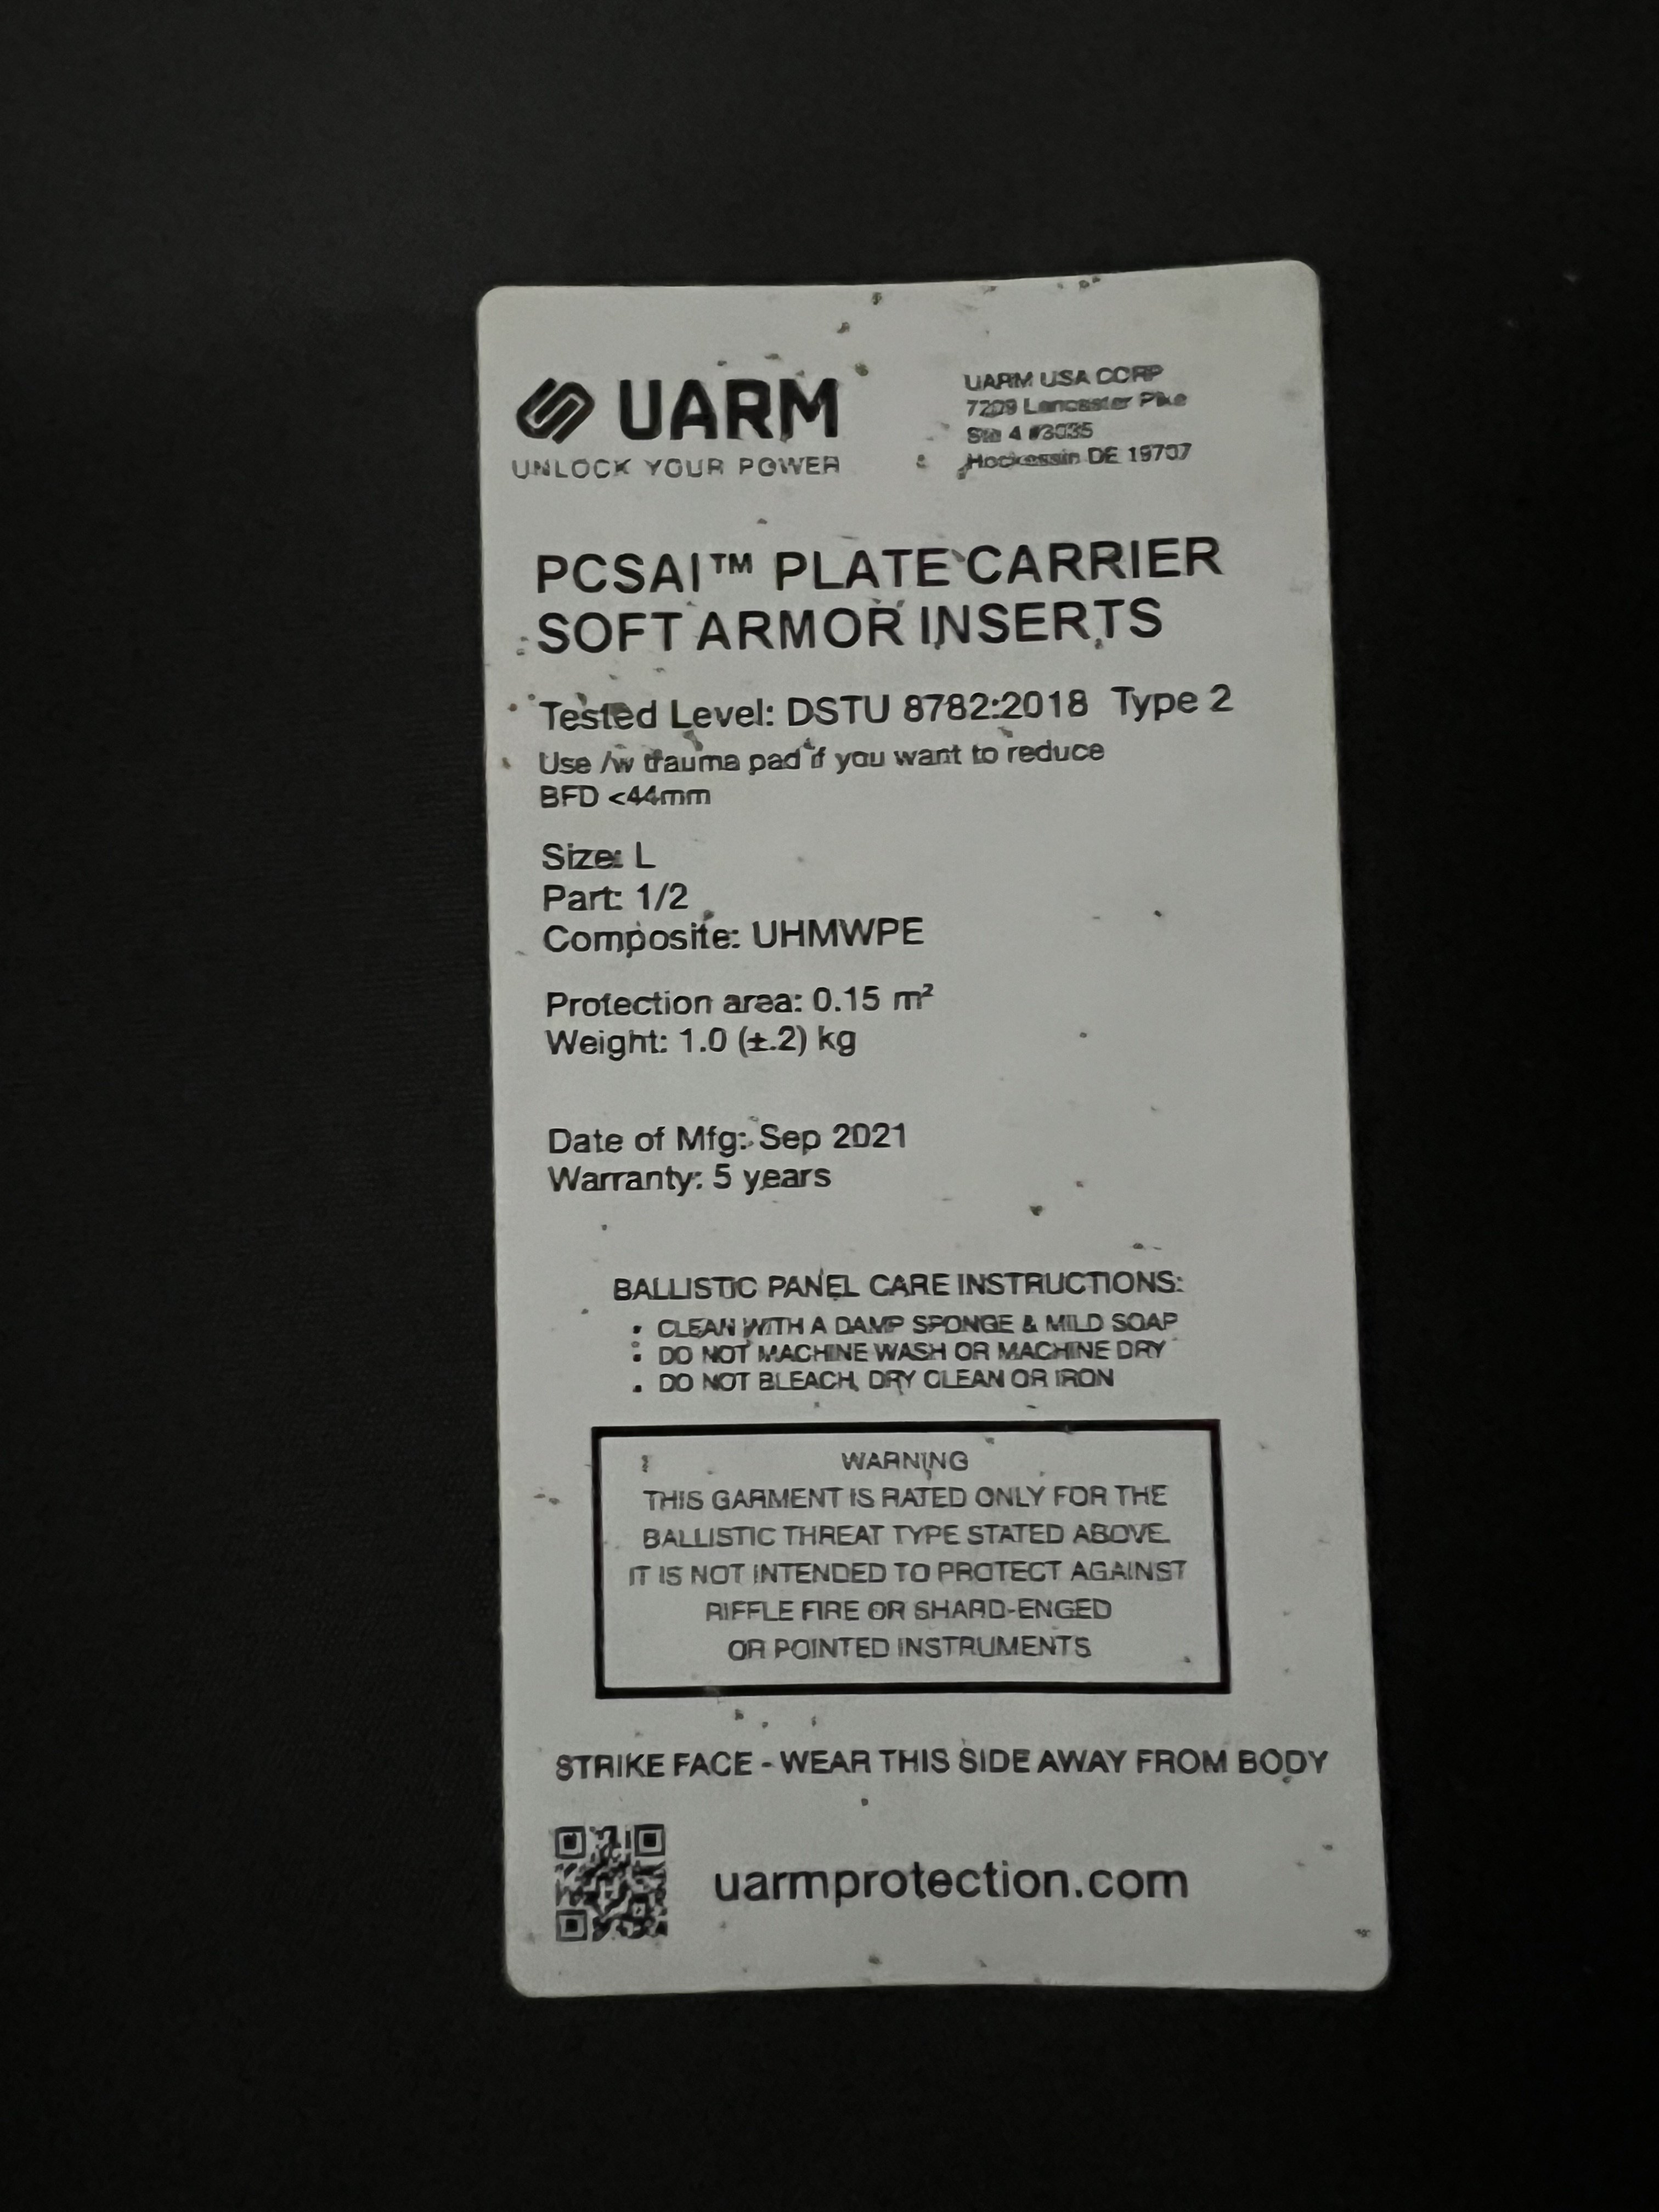 UARM
UNLOCK YOUR POWER
UARM USA CORP
7209 Lancaster Pike
Ste 4 #3035
Hockessin DE 19707
PCSAI™ PLATE CARRIER
SOFT ARMOR INSERTS
Tested Level: DSTU 8782:2018 Type 2
Use /w trauma pad if you want to reduce
BFD <44mm
Size: L
Part: 1/2
Composite: UHMWPE
Protection area: 0.15 m²
Weight: 1.0 (±.2) kg
Date of Mfg: Sep 2021
Warranty: 5 years
BALLISTIC PANEL CARE INSTRUCTIONS:
• CLEAN WITH A DAMP SPONGE & MILD SOAP
• DO NOT MACHINE WASH OR MACHINE DRY
• DO NOT BLEACH, DRY CLEAN OR IRON
WARNING
THIS GARMENT IS RATED ONLY FOR THE
BALLISTIC THREAT TYPE STATED ABOVE.
IT IS NOT INTENDED TO PROTECT AGAINST
RIFFLE FIRE OR SHARD-ENGED
OR POINTED INSTRUMENTS
STRIKE FACE - WEAR THIS SIDE AWAY FROM BODY
uarmprotection.com